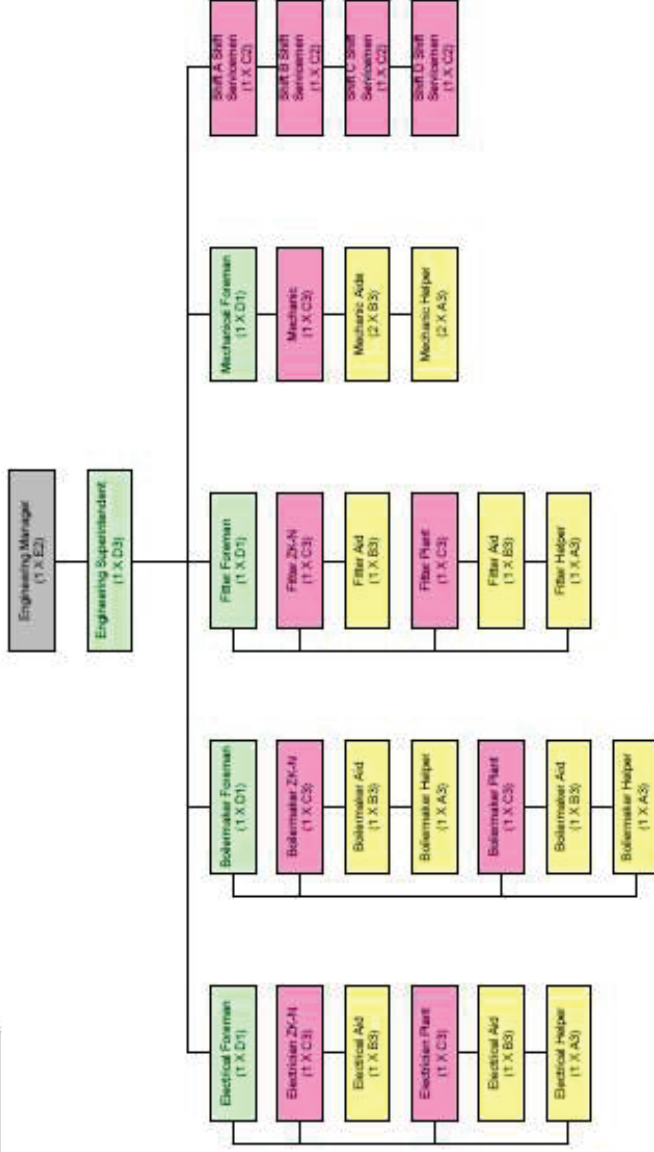 Engineering Manager
(1 X E2)
Engineering Superintendent
(1 X D3)
Electrical Foreman
(1 X D1)
Electrician ZK-N
(1 X C3)
Electrical Aid
(1 X B3)
Electrician Plant
(1 X C3)
Electrical Aid
(1 X B3)
Electrical Helper
(1 X A3)
Boilermaker Foreman
(1 X D1)
Boilermaker ZK-N
(1 X C3)
Boilermaker Aid
(1 X B3)
Boilermaker Helper
(1 X A3)
Boilermaker Plant
(1 X C3)
Boilermaker Aid
(1 X B3)
Boilermaker Helper
(1 X A3)
Fitter Foreman
(1 X D1)
Fitter ZK-N
(1 X C3)
Fitter Aid
(1 X B3)
Fitter Plant
(1 X C3)
Fitter Aid
(1 X B3)
Fitter Helper
(1 X A3)
Mechanical Foreman
(1 X D1)
Mechanic
(1 X C3)
Mechanic Aids
(2 X B3)
Mechanic Helper
(2 X A3)
Shift A Shift
Servicemen
(1 X C2)
Shift B Shift
Servicemen
(1 X C2)
Shift C Shift
Servicemen
(1 X C2)
Shift D Shift
Servicemen
(1 X C2)